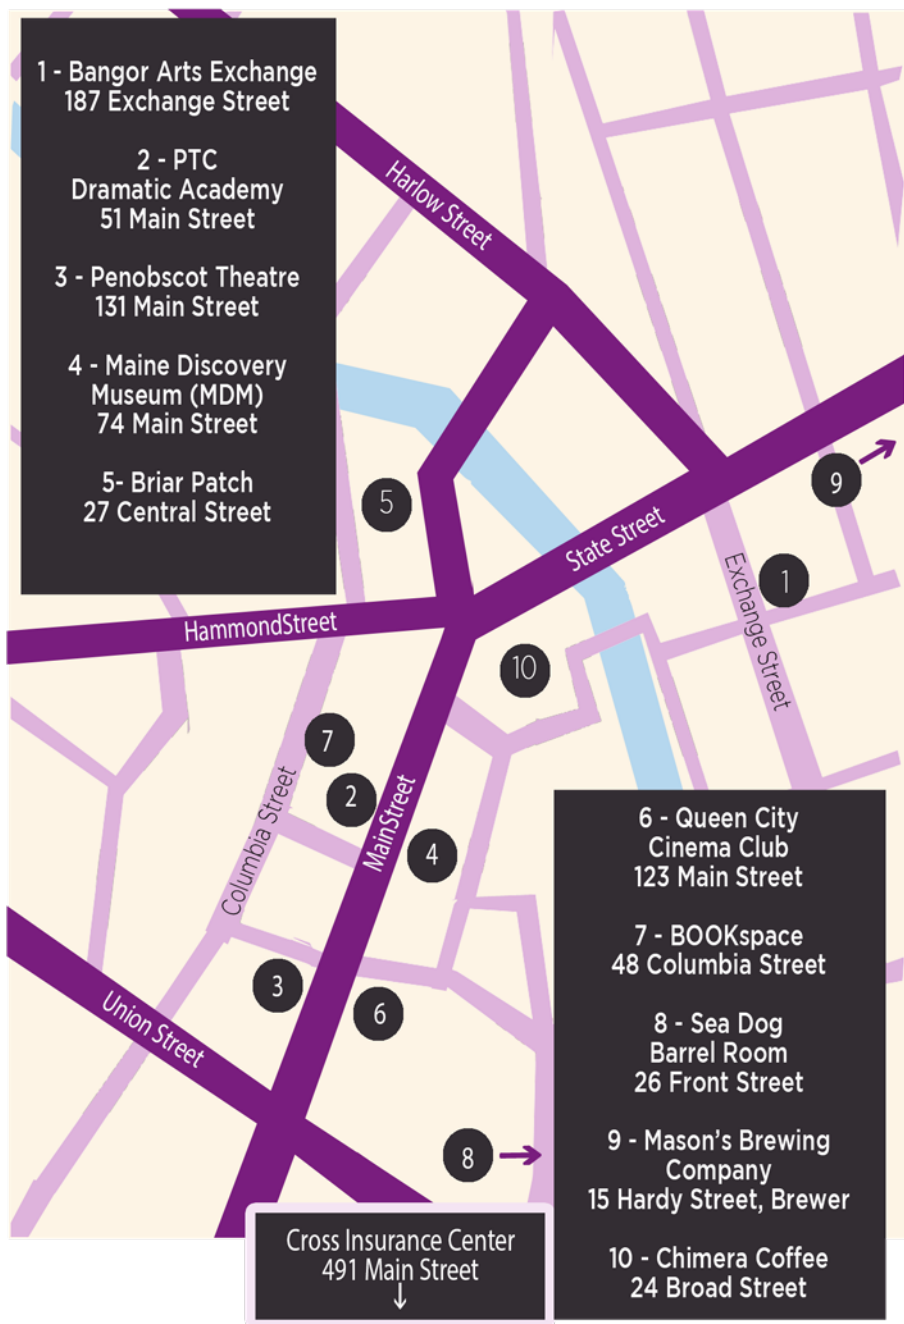 1 - Bangor Arts Exchange
187 Exchange Street
2 - PTC
Dramatic Academy
51 Main Street
3 - Penobscot Theatre
131 Main Street
4 - Maine Discovery
Museum (MDM)
74 Main Street
5- Briar Patch
27 Central Street
Harlow Street
5
9
State Street
1
Exchange Street
HammondStreet
10
7
2
MainStreet
4
Columbia Street
3
6
Union Street
8
6 - Queen City
Cinema Club
123 Main Street
7 - BOOKspace
48 Columbia Street
8 - Sea Dog
Barrel Room
26 Front Street
9 - Mason's Brewing
Company
15 Hardy Street, Brewer
10 - Chimera Coffee
24 Broad Street
Cross Insurance Center
491 Main Street
↓